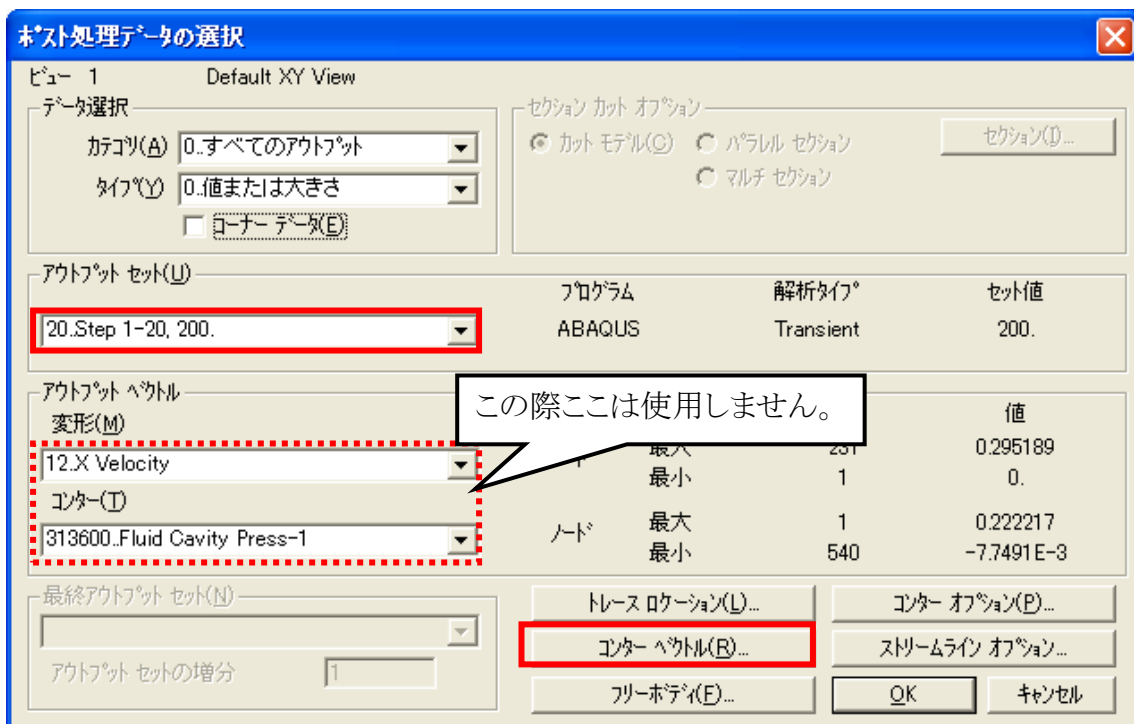 ポスト処理データの選択
ビュー 1 Default XY View
データ選択
カテゴリ(A) 0..すべてのアウトプット
タイプ(Y) 0..値または大きさ
コーナー データ(E)
セクション カット オプション
カット モデル(C) パラレル セクション セクション(I)...
マルチ セクション
アウトプット セット(U)
20..Step 1-20, 200.
プログラム 解析タイプ セット値
ABAQUS Transient 200.
アウトプット ベクトル
この際ここは使用しません。
変形(M)
12..X Velocity
コンター(T)
313600..Fluid Cavity Press-1
値
最大 231 0.295189
最小 1 0.
ノード 最大 1 0.222217
最小 540 -7.7491E-3
最終アウトプット セット(N)
アウトプット セットの増分 1
トレース ロケーション(L)... コンター オプション(P)...
コンター ベクトル(R)... ストリームライン オプション...
フリーボディ(F)... OK キャンセル